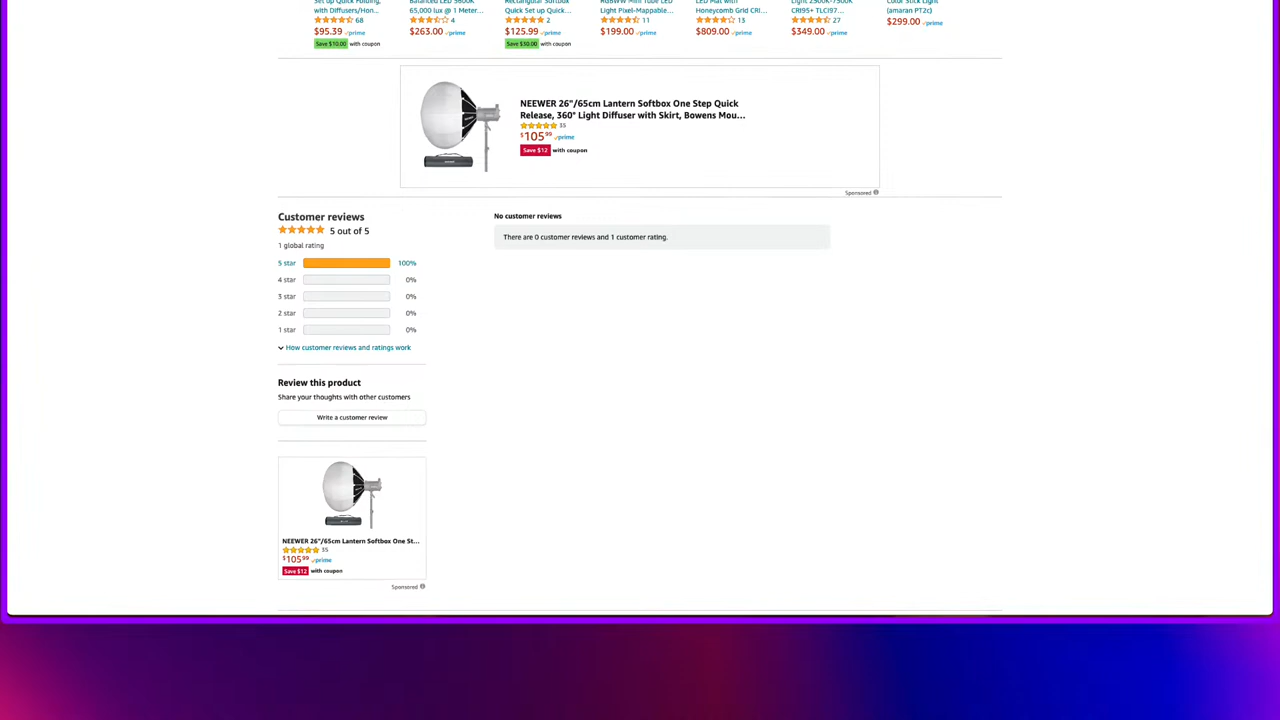 Set up Quick Folding,
with Diffusers/Hon...
68
$95.39 prime
Save $10.00 with coupon
Balanced LED 5600K
65,000 lux @ 1 Meter...
4
$263.00 prime
Rectangular Softbox
Quick Set up Quick...
2
$125.99 prime
Save $30.00 with coupon
RGBWW Mini Tube LED
Light Pixel-Mappable...
11
$199.00 prime
LED Mat with
Honeycomb Grid CRI...
13
$809.00 prime
Light 2500K-7500K
CRI95+ TLCI97...
27
$349.00 prime
Color Stick Light
(amaran PT2c)
$299.00 prime
NEEWER 26"/65cm Lantern Softbox One Step Quick
Release, 360° Light Diffuser with Skirt, Bowens Mou...
35
$105 99 prime
Save $12 with coupon
Sponsored
Customer reviews
5 out of 5
1 global rating
5 star 100%
4 star 0%
3 star 0%
2 star 0%
1 star 0%
How customer reviews and ratings work
Review this product
Share your thoughts with other customers
Write a customer review
NEEWER 26"/65cm Lantern Softbox One St...
35
$105 99 prime
Save $12 with coupon
Sponsored
No customer reviews
There are 0 customer reviews and 1 customer rating.